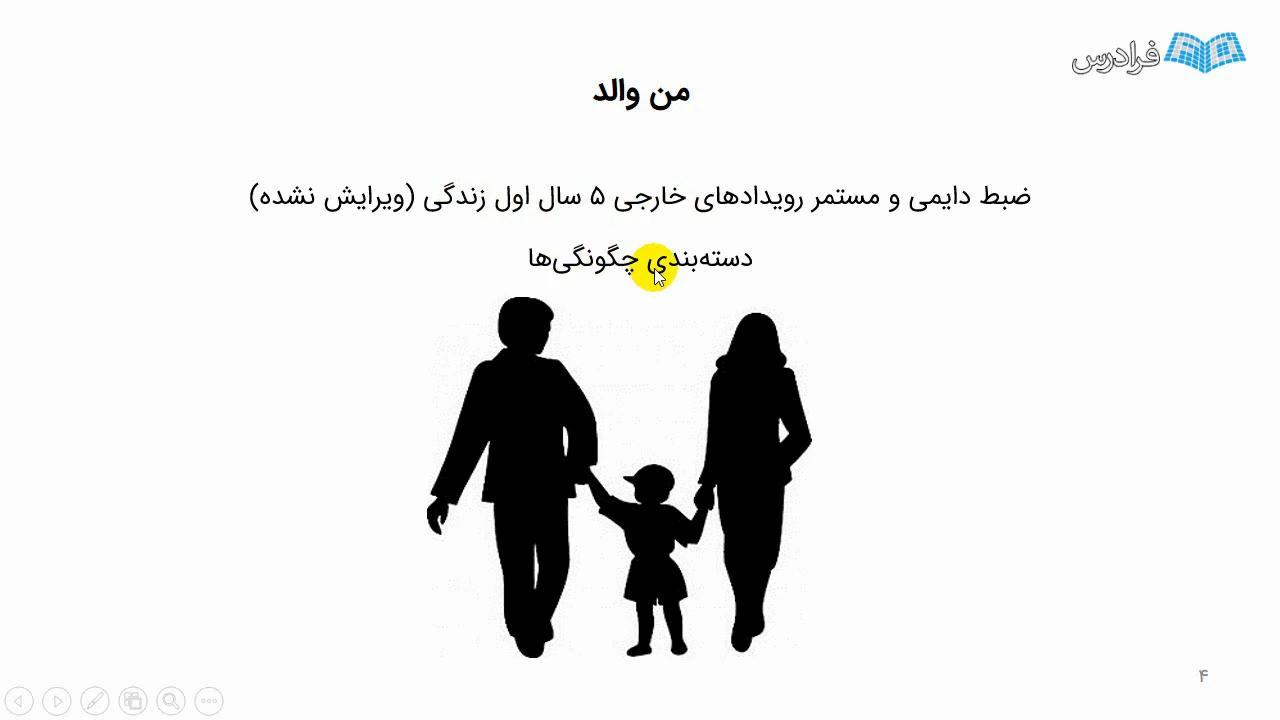 فرادرس
من والد
ضبط دایمی و مستمر رویدادهای خارجی ۵ سال اول زندگی (ویرایش نشده)
دسته‌بندی چگونگی‌ها
۴